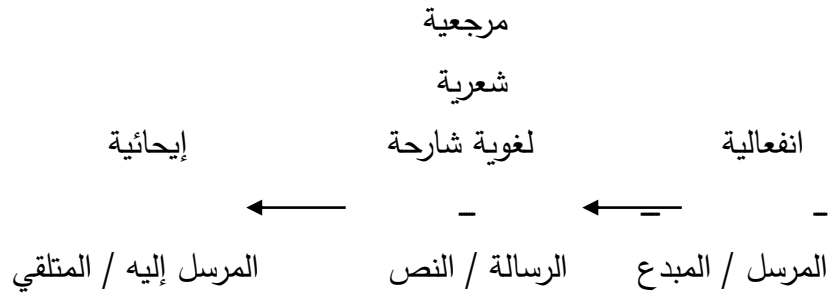 مرجعية
شعرية
انفعالية لغوية شارحة إيحائية
المرسل / المبدع الرسالة / النص المرسل إليه / المتلقي